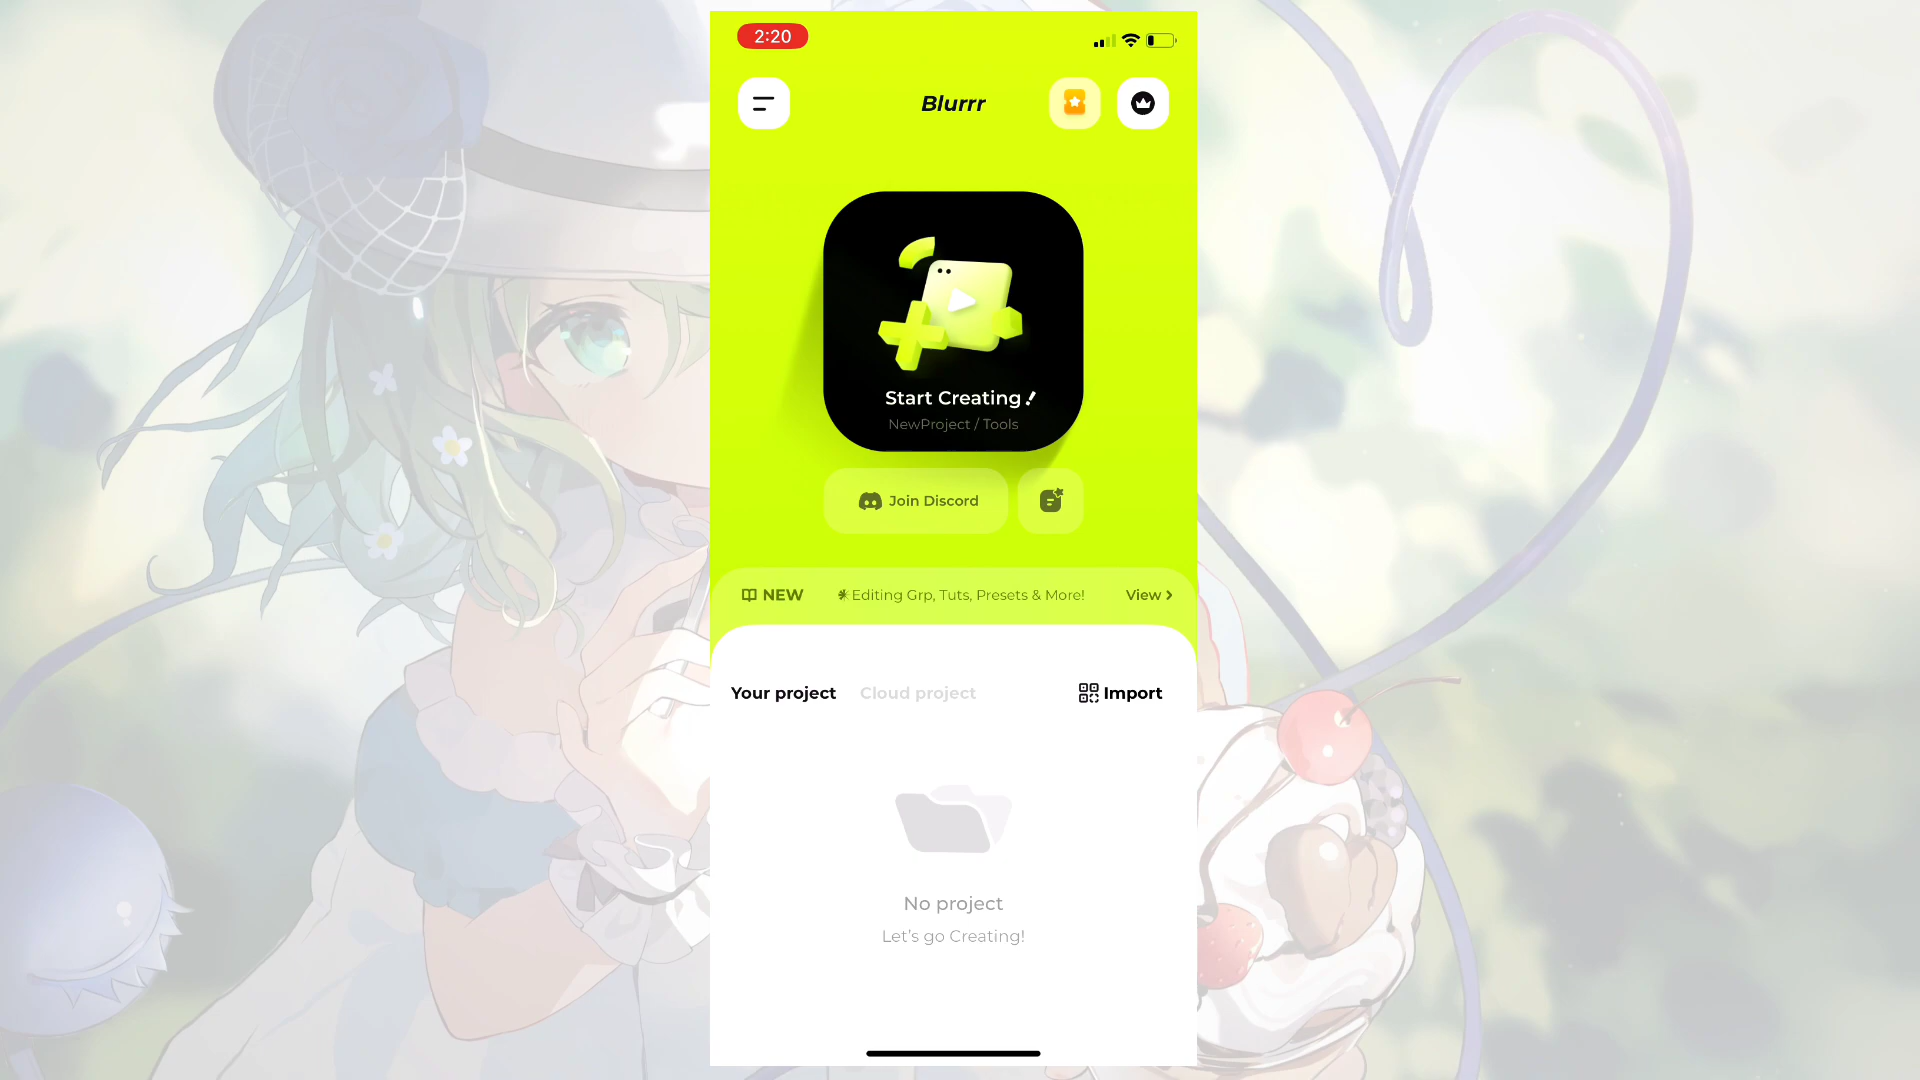 2:20
Blurrr
Start Creating!
NewProject / Tools
Join Discord
NEW
Editing Grp, Tuts, Presets & More!
View
Your project
Cloud project
Import
No project
Let's go Creating!